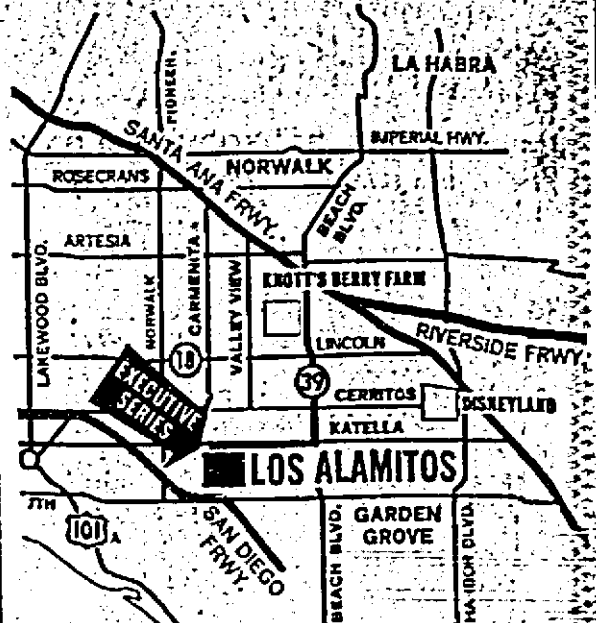 LA HABRA
PIONEER
IMPERIAL HWY.
SANTA ANA FRWY.
NORWALK
ROSECRANS
BEACH BLVD.
ARTESIA
LAKEWOOD BLVD.
NORWALK
CARMENITA
VALLEY VIEW
KNOTT'S BERRY FARM
RIVERSIDE FRWY
LINCOLN
18
39
EXECUTIVE
SERIES
CERRITOS
DISNEYLAND
KATELLA
LOS ALAMITOS
7TH
101
A
SAN DIEGO
FRWY.
BEACH BLVD.
GARDEN
GROVE